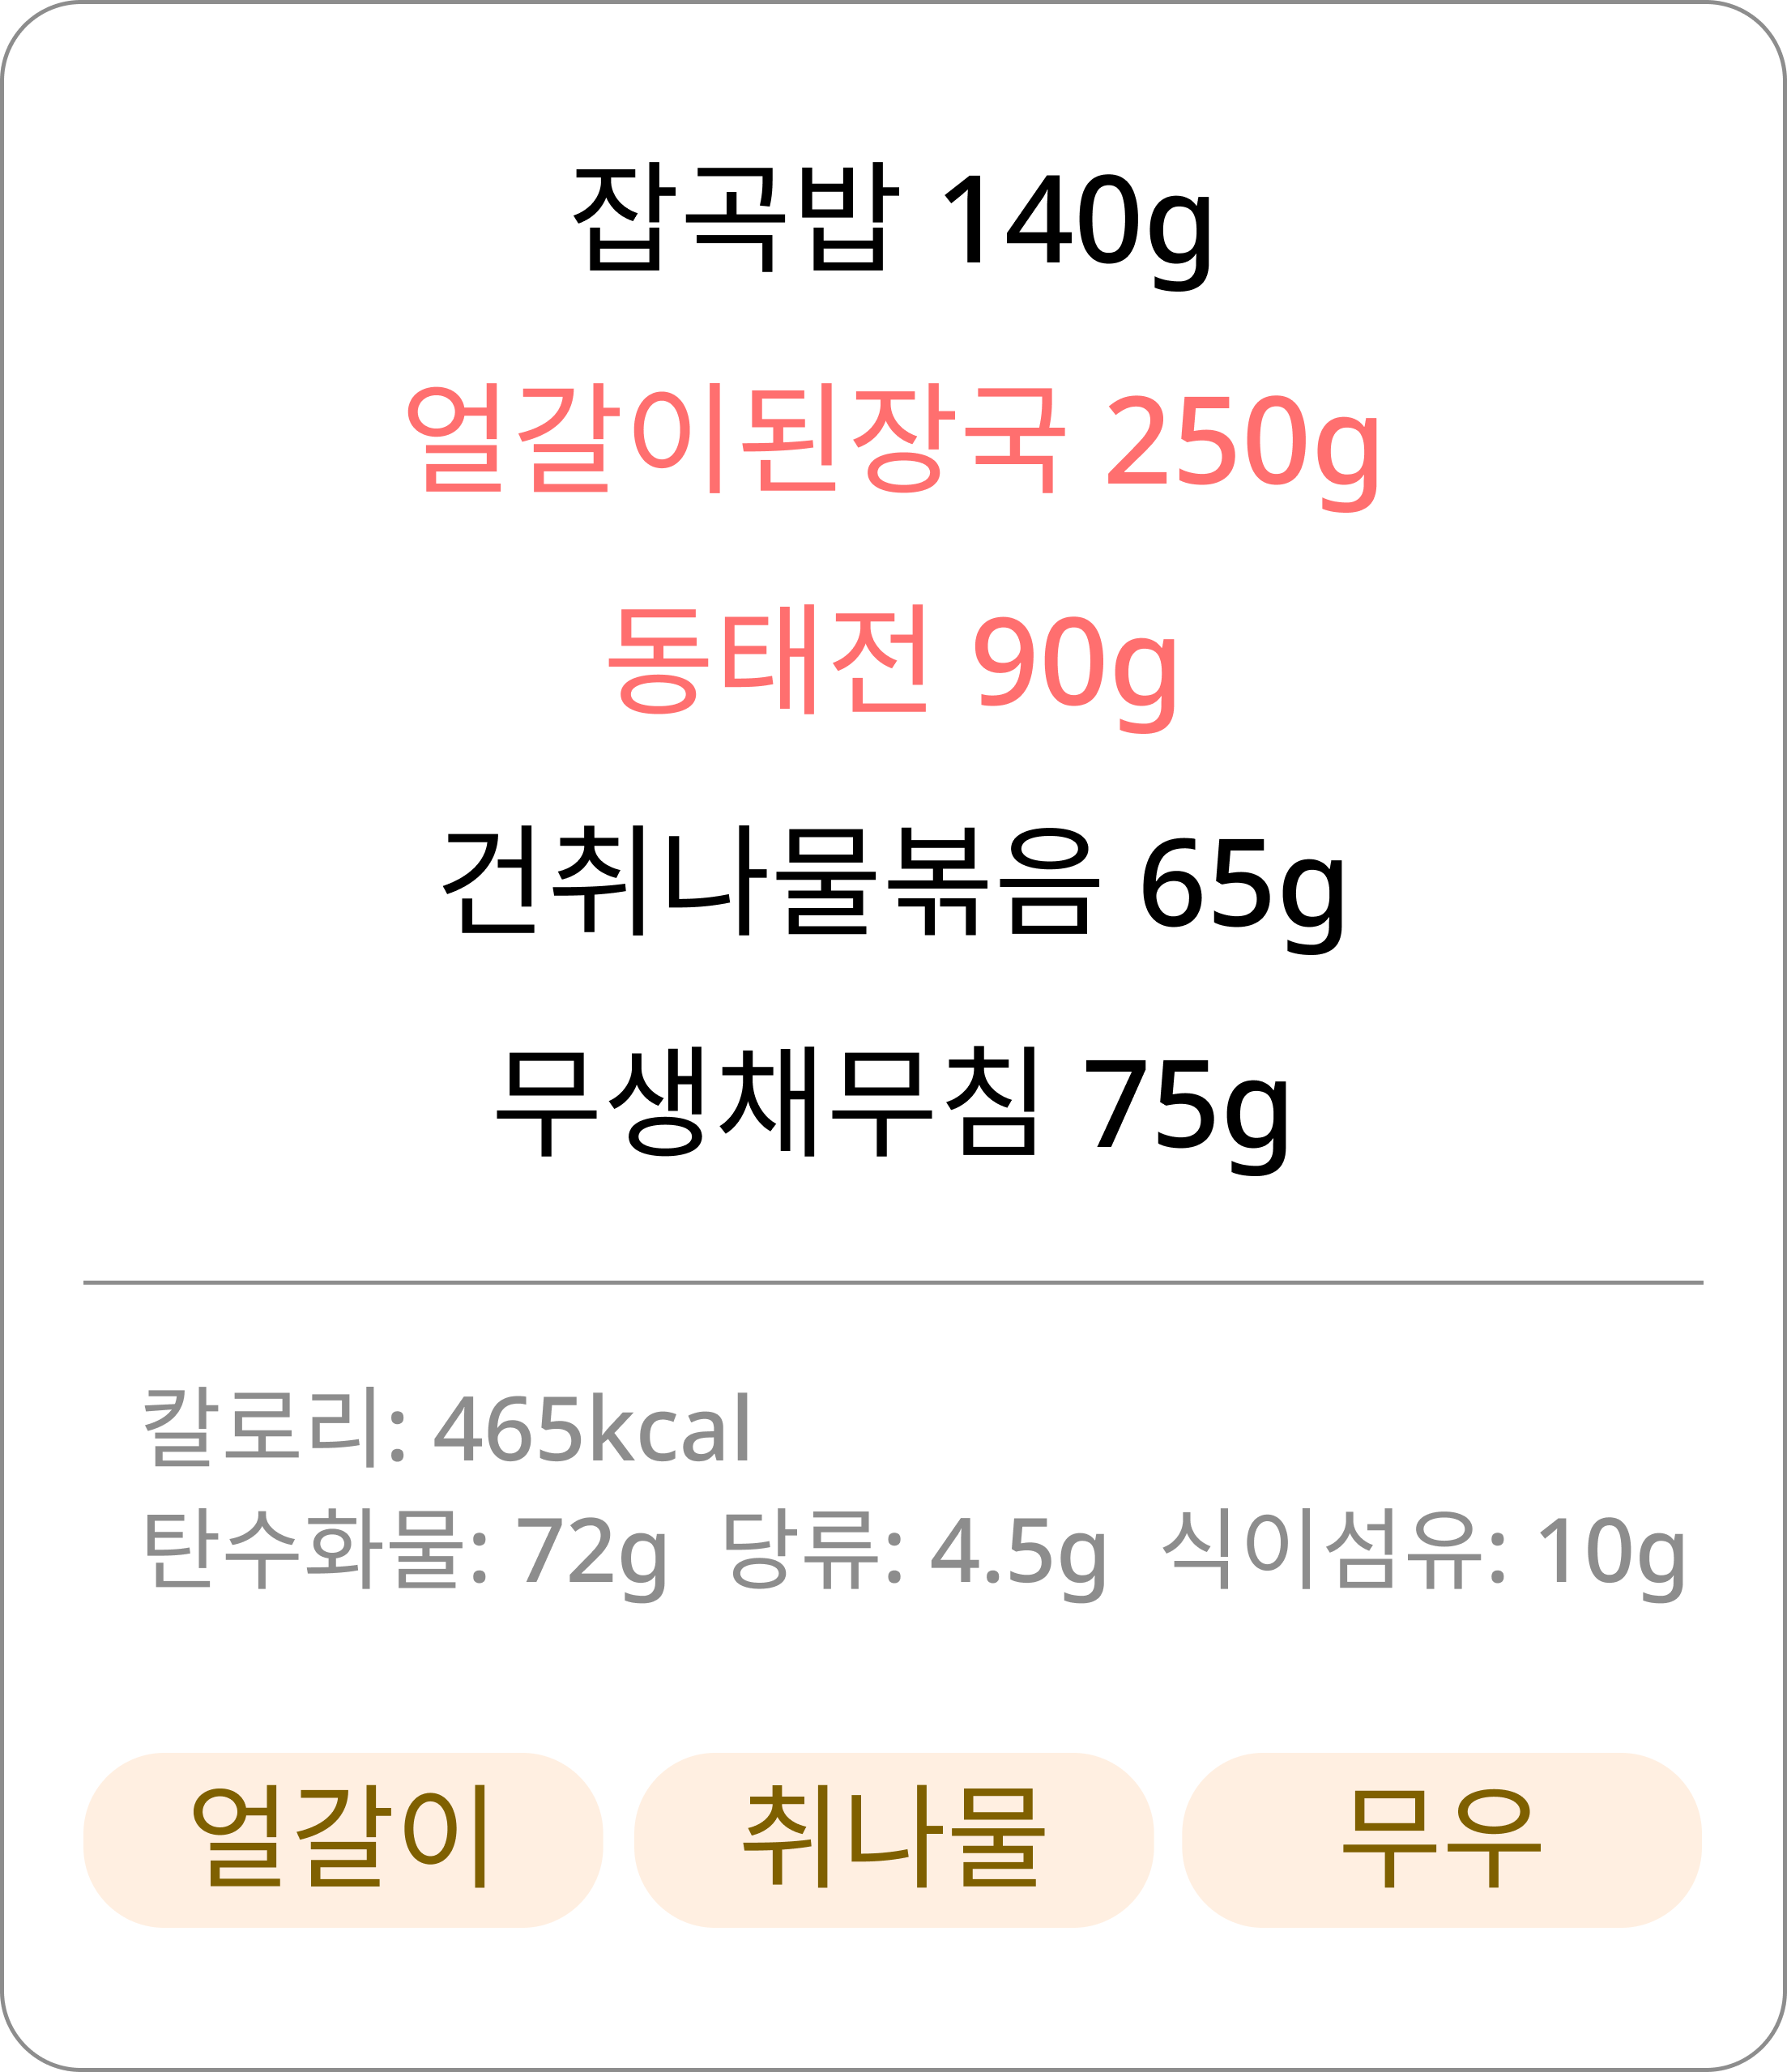 잡곡밥 140g
얼갈이된장국 250g
동태전 90g
건취나물볶음 65g
무생채무침 75g
칼로리: 465kcal
탄수화물: 72g 당류: 4.5g 식이섬유: 10g
얼갈이 취나물 무우